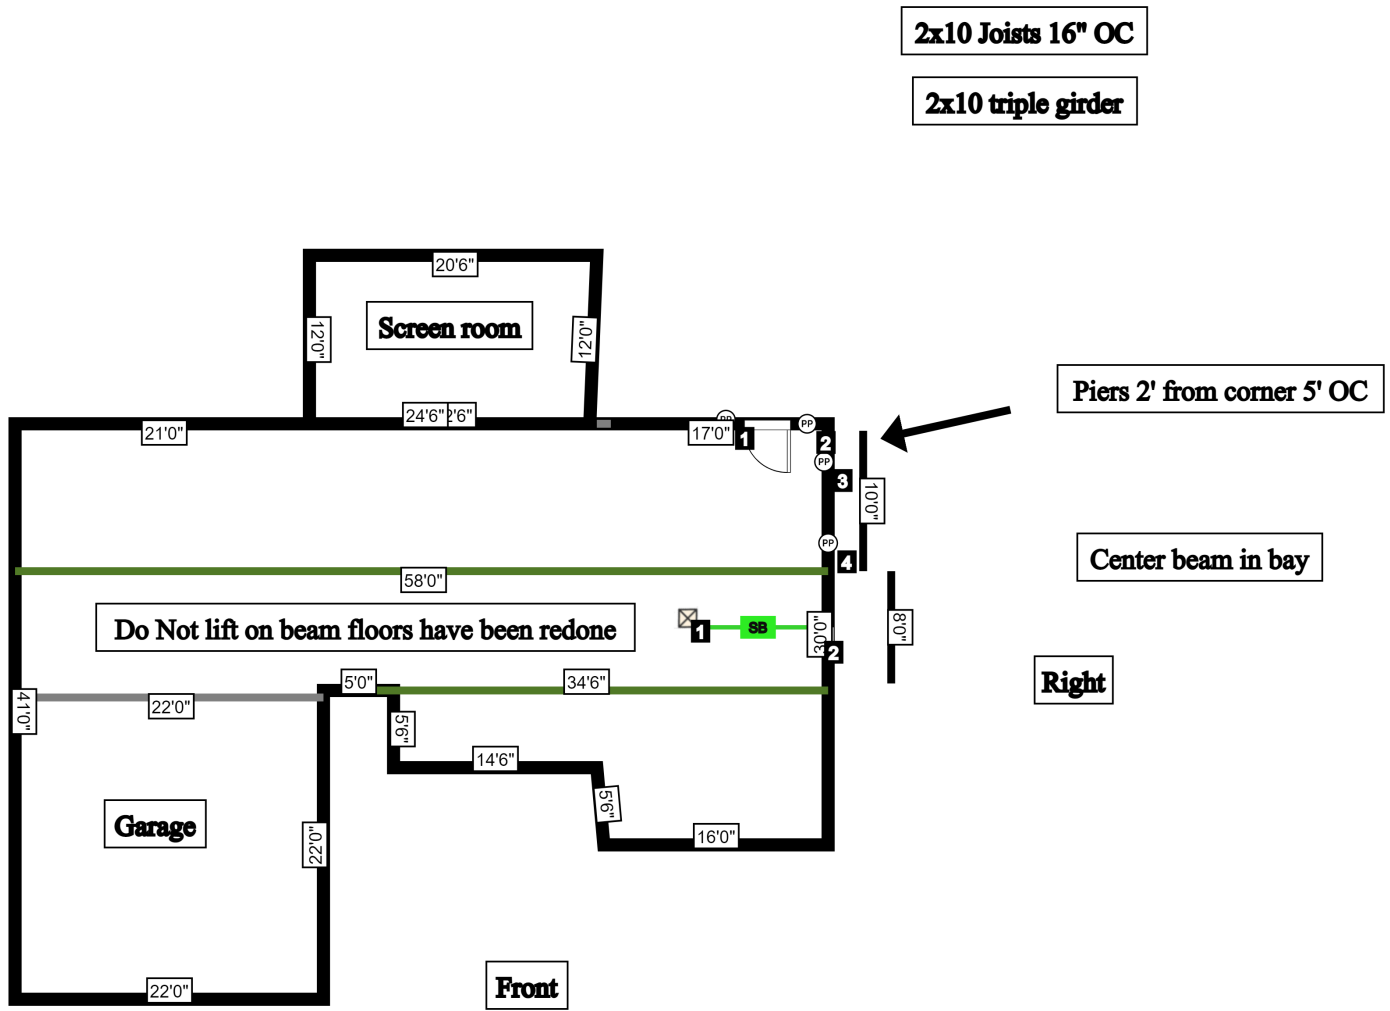 2x10 Joists 16" OC
2x10 triple girder
20'6"
Screen room
12'0"
12'0"
Piers 2' from corner 5' OC
24'6"
2'6"
21'0"
17'0"
PP
PP
1
2
PP
3
10'0"
PP
4
Center beam in bay
58'0"
Do Not lift on beam floors have been redone
1
SB
30'0"
2
8'0"
Right
5'0"
34'6"
41'0"
22'0"
5'6"
14'6"
5'6"
Garage
22'0"
16'0"
22'0"
Front